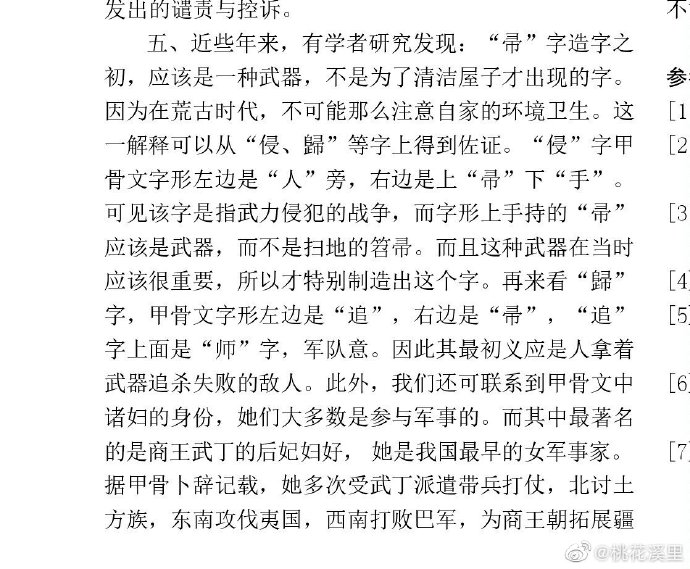 发出的谴责与控诉。
五、近些年来，有学者研究发现：“帚”字造字之
初，应该是一种武器，不是为了清洁屋子才出现的字。
因为在荒古时代，不可能那么注意自家的环境卫生。这
一解释可以从“侵、歸”等字上得到佐证。“侵”字甲
骨文字形左边是“人”旁，右边是上“帚”下“手”。
可见该字是指武力侵犯的战争，而字形上手持的“帚”
应该是武器，而不是扫地的笤帚。而且这种武器在当时
应该很重要，所以才特别制造出这个字。再来看“歸”
字，甲骨文字形左边是“追”，右边是“帚”，“追”
字上面是“师”字，军队意。因此其最初义应是人拿着
武器追杀失败的敌人。此外，我们还可联系到甲骨文中
诸妇的身份，她们大多数是参与军事的。而其中最著名
的是商王武丁的后妃妇好， 她是我国最早的女军事家。
据甲骨卜辞记载，她多次受武丁派遣带兵打仗，北讨土
方族，东南攻伐夷国，西南打败巴军，为商王朝拓展疆
不
参
[1
[2
[3
[4]
[5]
[6]
[7]
@桃花溪里